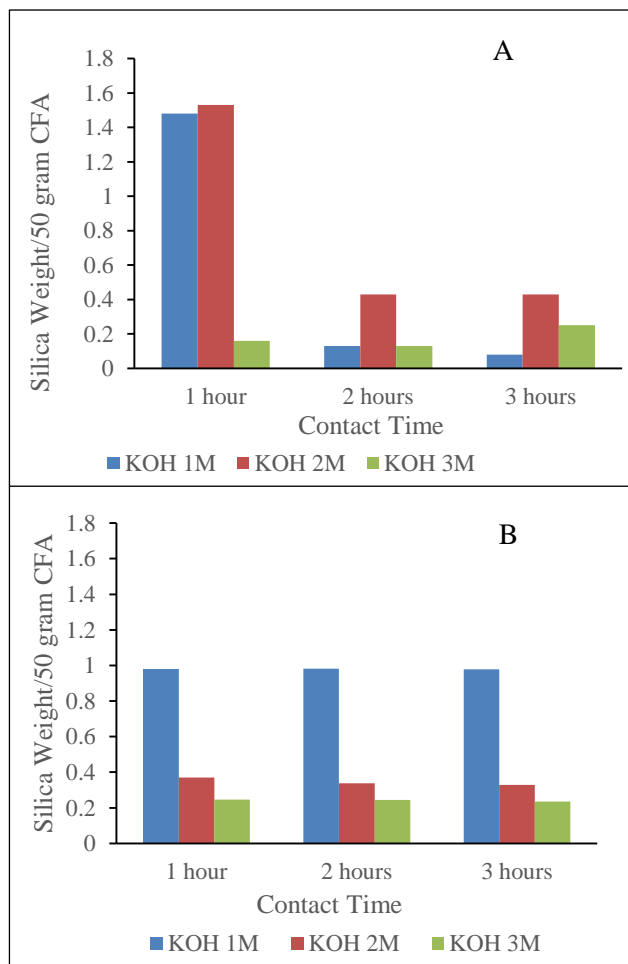 A
Silica Weight/50 gram CFA
1.8
1.6
1.4
1.2
1
0.8
0.6
0.4
0.2
0
1 hour 2 hours 3 hours
Contact Time
KOH 1M KOH 2M KOH 3M
B
Silica Weight/50 gram CFA
1.8
1.6
1.4
1.2
1
0.8
0.6
0.4
0.2
0
1 hour 2 hours 3 hours
Contact Time
KOH 1M KOH 2M KOH 3M